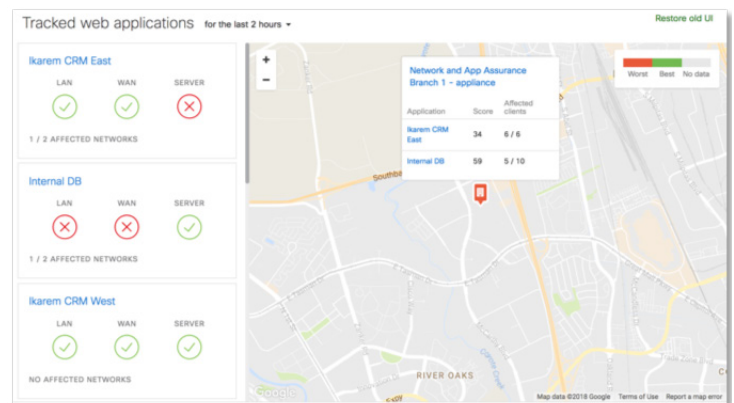 Tracked web applications for the last 2 hours
Restore old UI
Ikarem CRM East
LAN WAN SERVER
1 / 2 AFFECTED NETWORKS
Internal DB
LAN WAN SERVER
1 / 2 AFFECTED NETWORKS
Ikarem CRM West
LAN WAN SERVER
NO AFFECTED NETWORKS
+
−
Network and App Assurance
Branch 1 - appliance
Application Score Affected
clients
Ikarem CRM
East 34 6 / 6
Internal DB 59 5 / 10
Worst Best No data
Southba
RIVER OAKS
Google
Expy
Map data ©2018 Google Terms of Use Report a map error